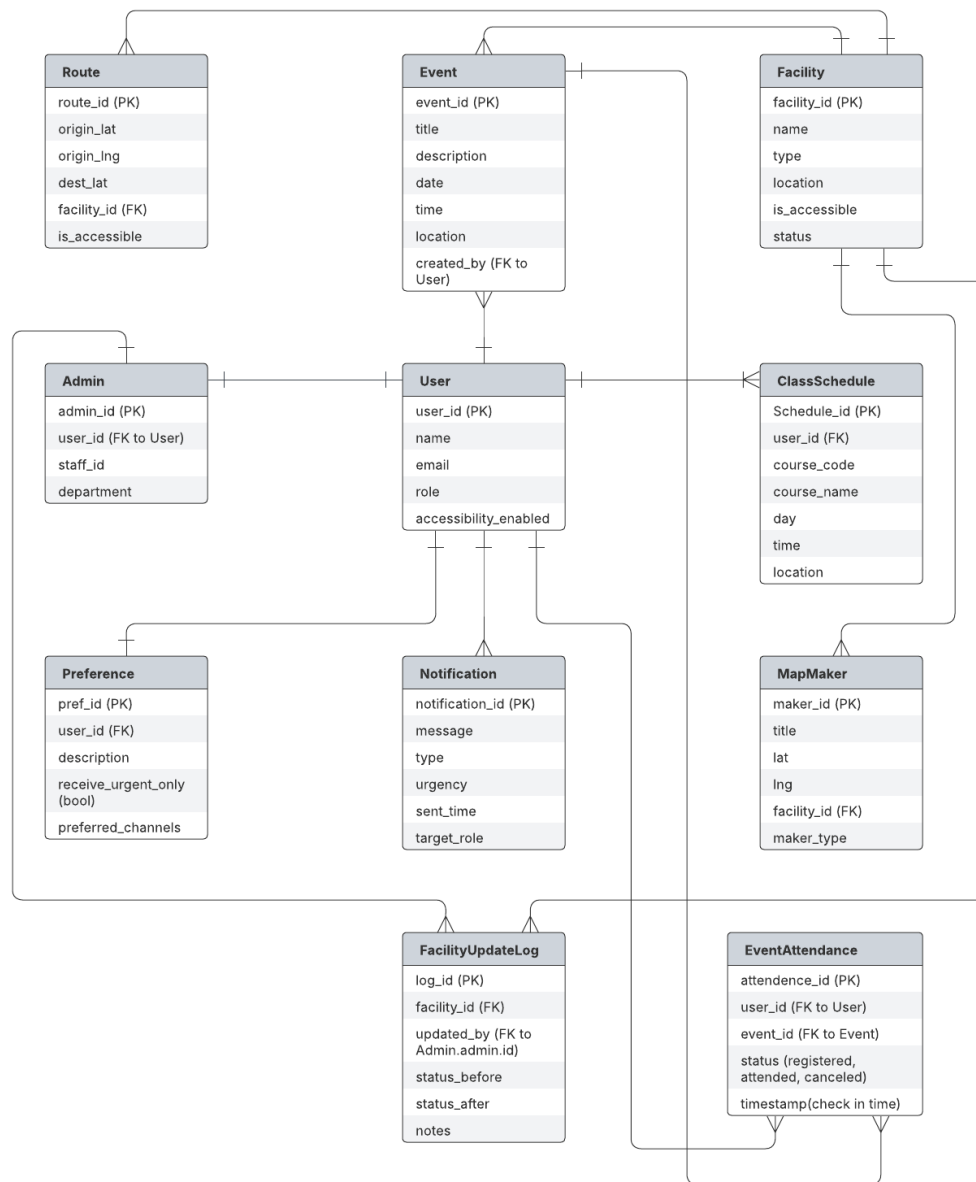 Route
route_id (PK)
origin_lat
origin_lng
dest_lat
facility_id (FK)
is_accessible
Event
event_id (PK)
title
description
date
time
location
created_by (FK to
User)
Facility
facility_id (PK)
name
type
location
is_accessible
status
Admin
admin_id (PK)
user_id (FK to User)
staff_id
department
User
user_id (PK)
name
email
role
accessibility_enabled
ClassSchedule
Schedule_id (PK)
user_id (FK)
course_code
course_name
day
time
location
Preference
pref_id (PK)
user_id (FK)
description
receive_urgent_only
(bool)
preferred_channels
Notification
notification_id (PK)
message
type
urgency
sent_time
target_role
MapMaker
maker_id (PK)
title
lat
lng
facility_id (FK)
maker_type
FacilityUpdateLog
log_id (PK)
facility_id (FK)
updated_by (FK to
Admin.admin.id)
status_before
status_after
notes
EventAttendance
attendence_id (PK)
user_id (FK to User)
event_id (FK to Event)
status (registered,
attended, canceled)
timestamp(check in time)